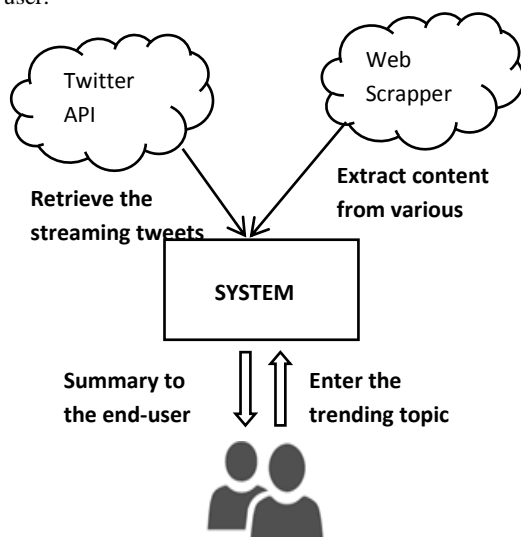 user.
Twitter
API
Web
Scrapper
Retrieve the
streaming tweets
Extract content
from various
SYSTEM
Summary to
the end-user
Enter the
trending topic